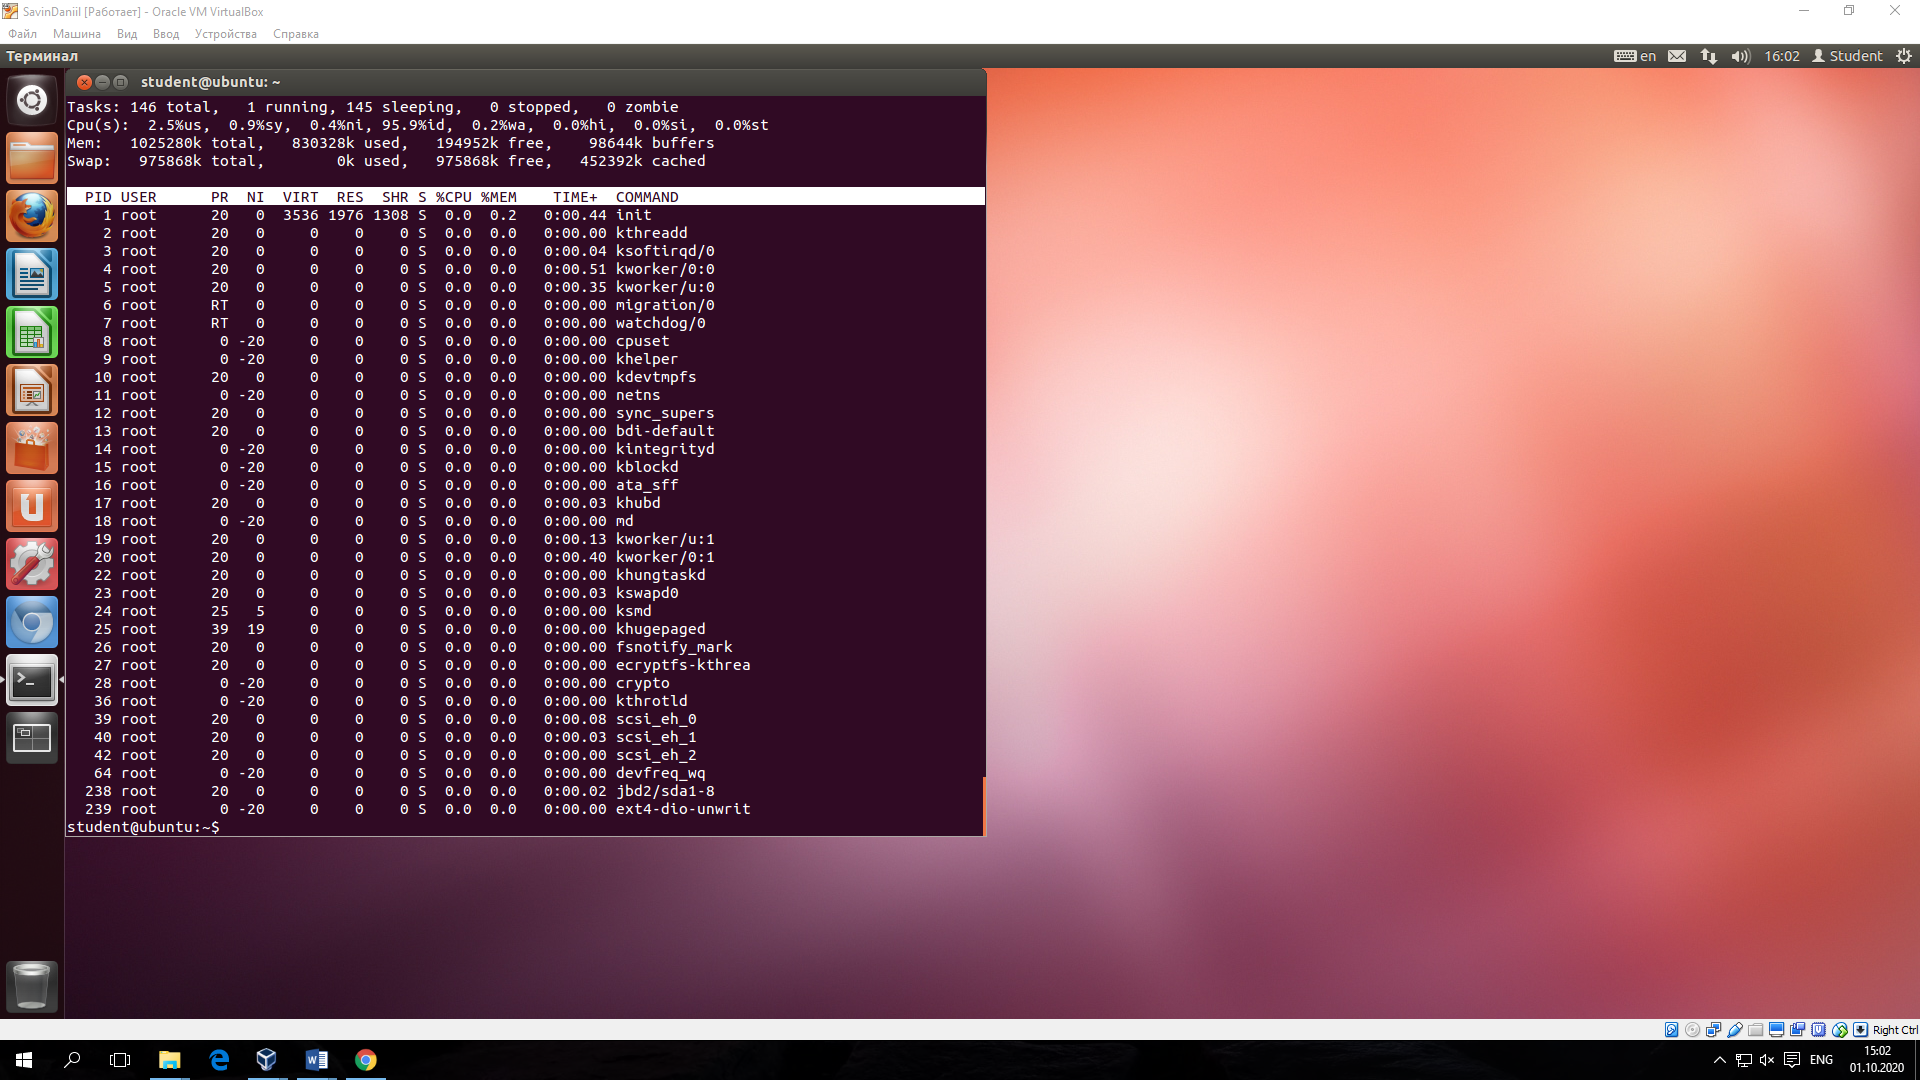 SavinDaniil [Работает] - Oracle VM VirtualBox
Файл Машина Вид Ввод Устройства Справка
Терминал en 16:02 Student
student@ubuntu: ~
Tasks: 146 total,   1 running, 145 sleeping,   0 stopped,   0 zombie
Cpu(s):  2.5%us,  0.9%sy,  0.4%ni, 95.9%id,  0.2%wa,  0.0%hi,  0.0%si,  0.0%st
Mem:   1025280k total,   830328k used,   194952k free,    98644k buffers
Swap:   975868k total,        0k used,   975868k free,   452392k cached
  PID USER      PR  NI  VIRT  RES  SHR S %CPU %MEM    TIME+  COMMAND
    1 root      20   0  3536 1976 1308 S  0.0  0.2   0:00.44 init
    2 root      20   0     0    0    0 S  0.0  0.0   0:00.00 kthreadd
    3 root      20   0     0    0    0 S  0.0  0.0   0:00.04 ksoftirqd/0
    4 root      20   0     0    0    0 S  0.0  0.0   0:00.51 kworker/0:0
    5 root      20   0     0    0    0 S  0.0  0.0   0:00.35 kworker/u:0
    6 root      RT   0     0    0    0 S  0.0  0.0   0:00.00 migration/0
    7 root      RT   0     0    0    0 S  0.0  0.0   0:00.00 watchdog/0
    8 root       0 -20     0    0    0 S  0.0  0.0   0:00.00 cpuset
    9 root       0 -20     0    0    0 S  0.0  0.0   0:00.00 khelper
   10 root      20   0     0    0    0 S  0.0  0.0   0:00.00 kdevtmpfs
   11 root       0 -20     0    0    0 S  0.0  0.0   0:00.00 netns
   12 root      20   0     0    0    0 S  0.0  0.0   0:00.00 sync_supers
   13 root      20   0     0    0    0 S  0.0  0.0   0:00.00 bdi-default
   14 root       0 -20     0    0    0 S  0.0  0.0   0:00.00 kintegrityd
   15 root       0 -20     0    0    0 S  0.0  0.0   0:00.00 kblockd
   16 root       0 -20     0    0    0 S  0.0  0.0   0:00.00 ata_sff
   17 root      20   0     0    0    0 S  0.0  0.0   0:00.03 khubd
   18 root       0 -20     0    0    0 S  0.0  0.0   0:00.00 md
   19 root      20   0     0    0    0 S  0.0  0.0   0:00.13 kworker/u:1
   20 root      20   0     0    0    0 S  0.0  0.0   0:00.40 kworker/0:1
   22 root      20   0     0    0    0 S  0.0  0.0   0:00.00 khungtaskd
   23 root      20   0     0    0    0 S  0.0  0.0   0:00.03 kswapd0
   24 root      25   5     0    0    0 S  0.0  0.0   0:00.00 ksmd
   25 root      39  19     0    0    0 S  0.0  0.0   0:00.00 khugepaged
   26 root      20   0     0    0    0 S  0.0  0.0   0:00.00 fsnotify_mark
   27 root      20   0     0    0    0 S  0.0  0.0   0:00.00 ecryptfs-kthrea
   28 root       0 -20     0    0    0 S  0.0  0.0   0:00.00 crypto
   36 root       0 -20     0    0    0 S  0.0  0.0   0:00.00 kthrotld
   39 root      20   0     0    0    0 S  0.0  0.0   0:00.08 scsi_eh_0
   40 root      20   0     0    0    0 S  0.0  0.0   0:00.03 scsi_eh_1
   42 root      20   0     0    0    0 S  0.0  0.0   0:00.00 scsi_eh_2
   64 root       0 -20     0    0    0 S  0.0  0.0   0:00.00 devfreq_wq
  238 root      20   0     0    0    0 S  0.0  0.0   0:00.02 jbd2/sda1-8
  239 root       0 -20     0    0    0 S  0.0  0.0   0:00.00 ext4-dio-unwrit
student@ubuntu:~$
Right Ctrl
ENG
15:02
01.10.2020